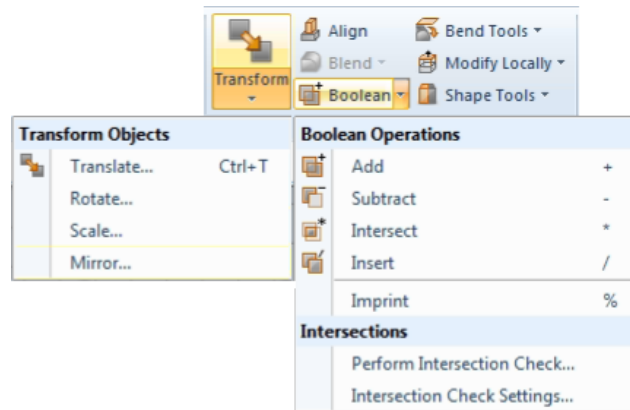 Transform
Align
Blend
Boolean
Bend Tools
Modify Locally
Shape Tools
Transform Objects
Translate... Ctrl+T
Rotate...
Scale...
Mirror...
Boolean Operations
Add +
Subtract -
Intersect *
Insert /
Imprint %
Intersections
Perform Intersection Check...
Intersection Check Settings...